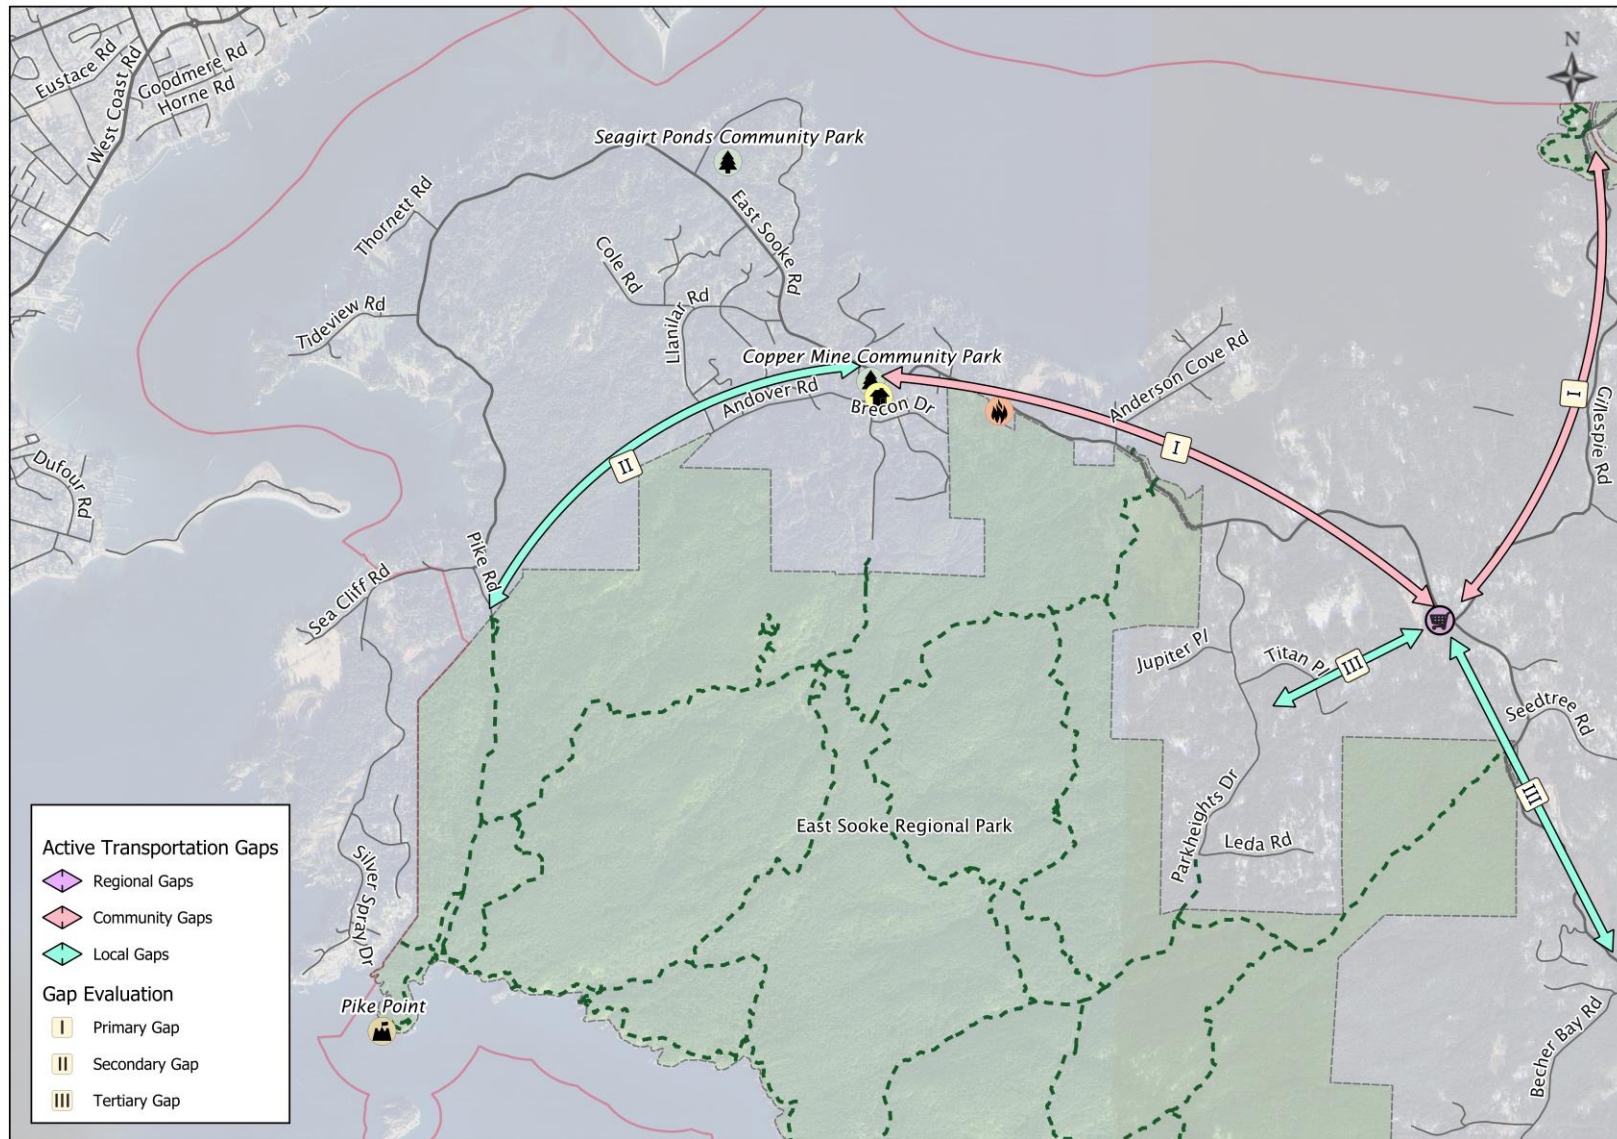 N
Eustace Rd
West Coast Rd
Goodmere Rd
Horne Rd
Seagirt Ponds Community Park
Thornett Rd
East Sooke Rd
Cole Rd
Tideview Rd
Llanilar Rd
Copper Mine Community Park
Andover Rd
Brecon Dr
Anderson Cove Rd
I
I
Gillespie Rd
II
Dufour Rd
Pike Rd
Sea Cliff Rd
Jupiter Pl
Titan Pl
III
Seedtree Rd
III
Parkheights Dr
East Sooke Regional Park
Leda Rd
Silver Spray Dr
Pike Point
Becher Bay Rd
Active Transportation Gaps
Regional Gaps
Community Gaps
Local Gaps
Gap Evaluation
I Primary Gap
II Secondary Gap
III Tertiary Gap